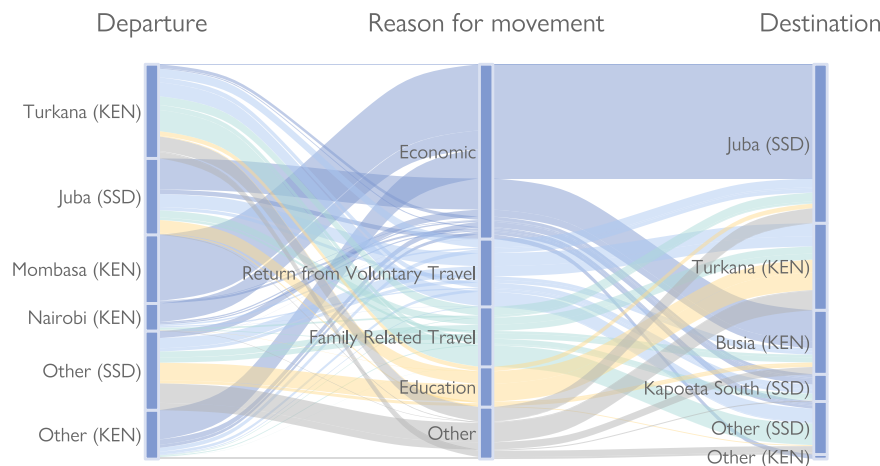 Departure
Reason for movement
Destination
Turkana (KEN)
Juba (SSD)
Mombasa (KEN)
Nairobi (KEN)
Other (SSD)
Other (KEN)
Economic
Return from Voluntary Travel
Family Related Travel
Education
Other
Juba (SSD)
Turkana (KEN)
Busia (KEN)
Kapoeta South (SSD)
Other (SSD)
Other (KEN)